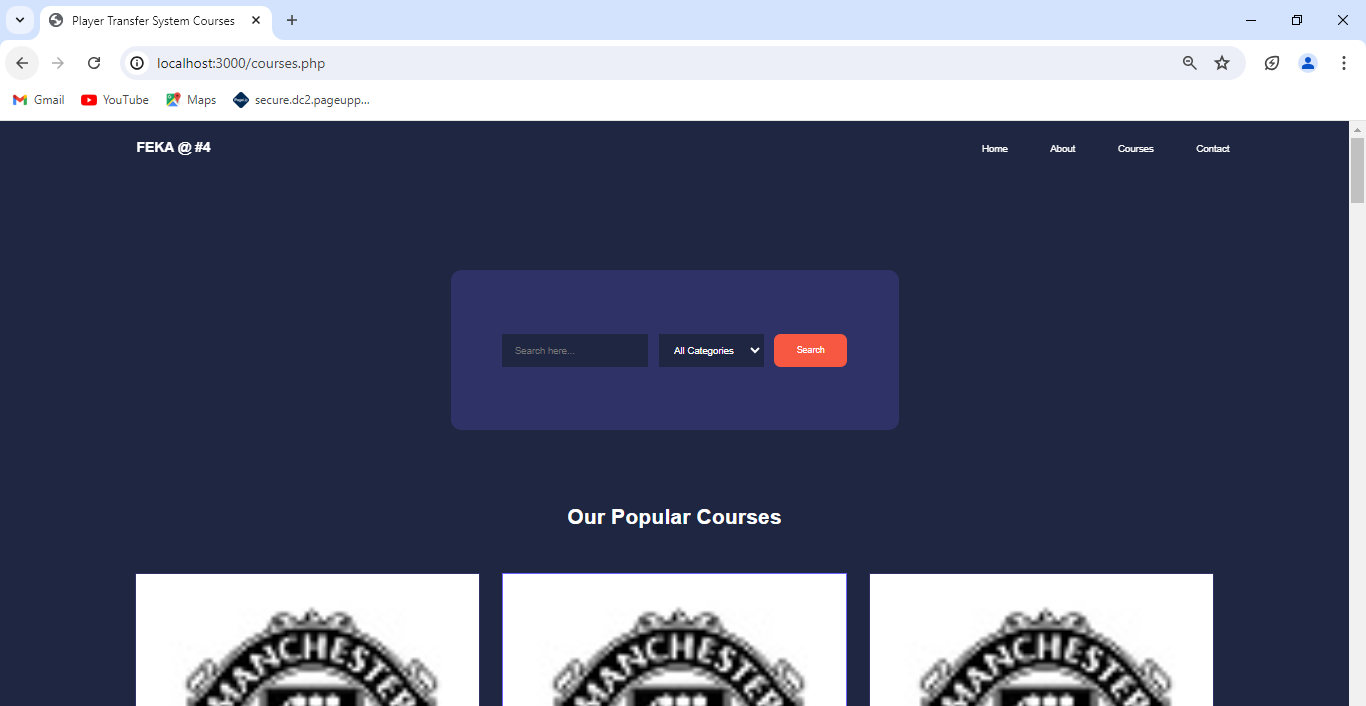 Player Transfer System Courses
localhost:3000/courses.php
Gmail YouTube Maps secure.dc2.pageupp...
FEKA @ #4 Home About Courses Contact
Search here... All Categories Search
Our Popular Courses
MANCHESTER MANCHESTER MANCHESTER